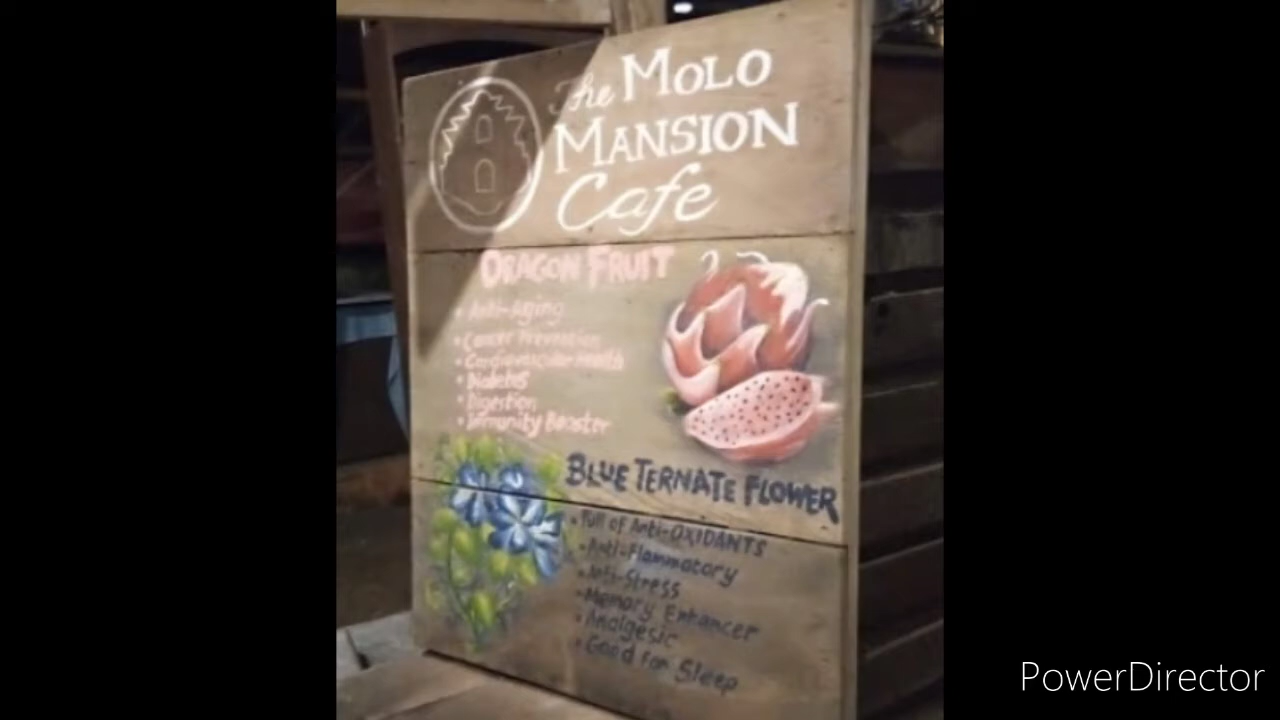 The MOLO
MANSION
Cafe
DRAGON FRUIT
• Anti-Aging
• Cancer Prevention
• Cardiovascular Health
• Diabetes
• Digestion
• Immunity Booster
BLUE TERNATE FLOWER
• Full of Anti-OXIDANTS
• Anti-Flammatory
• Anti-Stress
• Memory Enhancer
• Analgesic
• Good for Sleep
PowerDirector